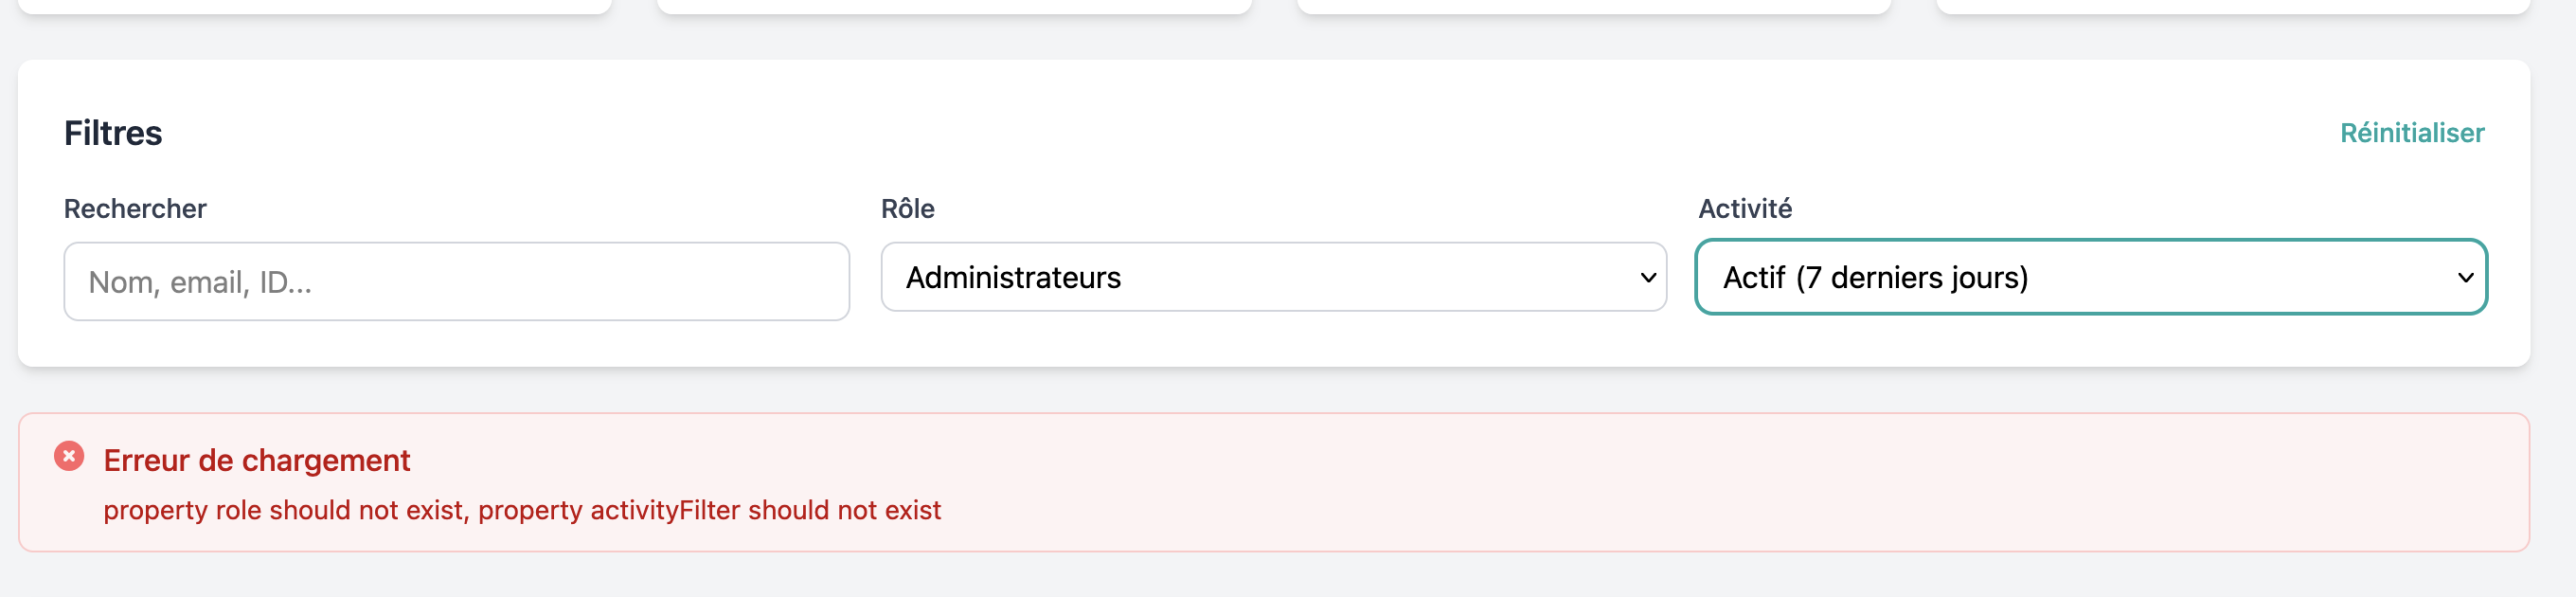 Filtres
Réinitialiser
Rechercher
Rôle
Activité
Nom, email, ID...
Administrateurs
Actif (7 derniers jours)
Erreur de chargement
property role should not exist, property activityFilter should not exist